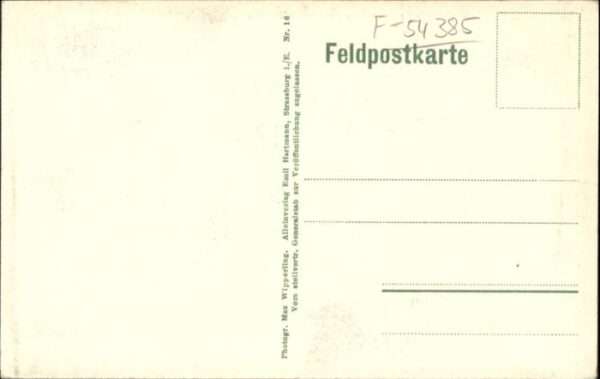 F-54385
Feldpostkarte
Photogr. Max Wipperling. Alleinverlag Emil Hartmann, Strassburg i./E. Nr. 16
Vom stellvertr. Generalstab zur Veröffentlichung zugelassen.